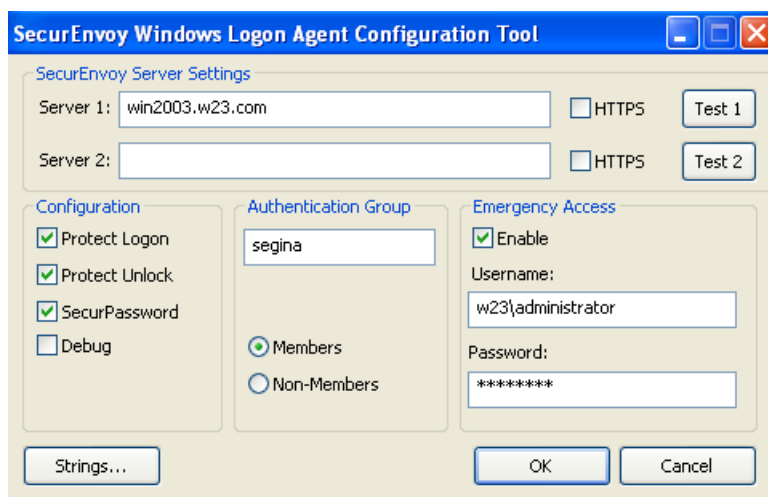 SecurEnvoy Windows Logon Agent Configuration Tool
SecurEnvoy Server Settings
Server 1: win2003.w23.com HTTPS Test 1
Server 2: HTTPS Test 2
Configuration
Protect Logon
Protect Unlock
SecurPassword
Debug
Authentication Group
segina
Members
Non-Members
Emergency Access
Enable
Username:
w23\administrator
Password:
********
Strings... OK Cancel